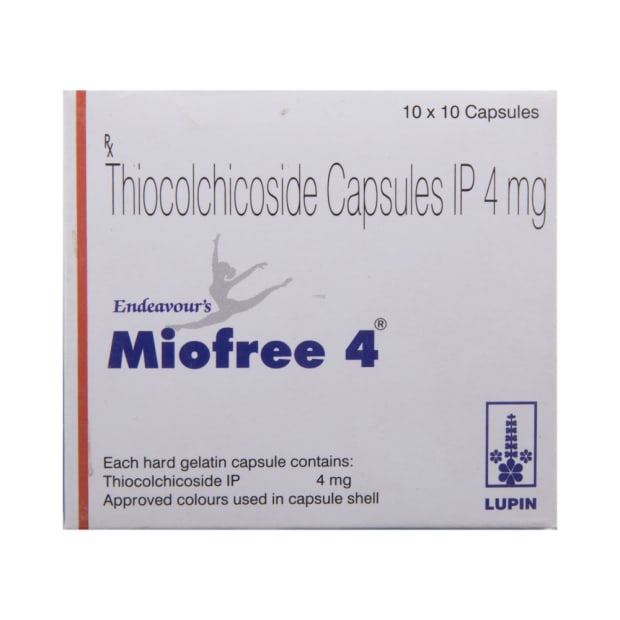 10 x 10 Capsules
Rx
Thiocolchicoside Capsules IP 4 mg
Endeavour's
Miofree 4®
Each hard gelatin capsule contains:
Thiocolchicoside IP 4 mg
Approved colours used in capsule shell
LUPIN